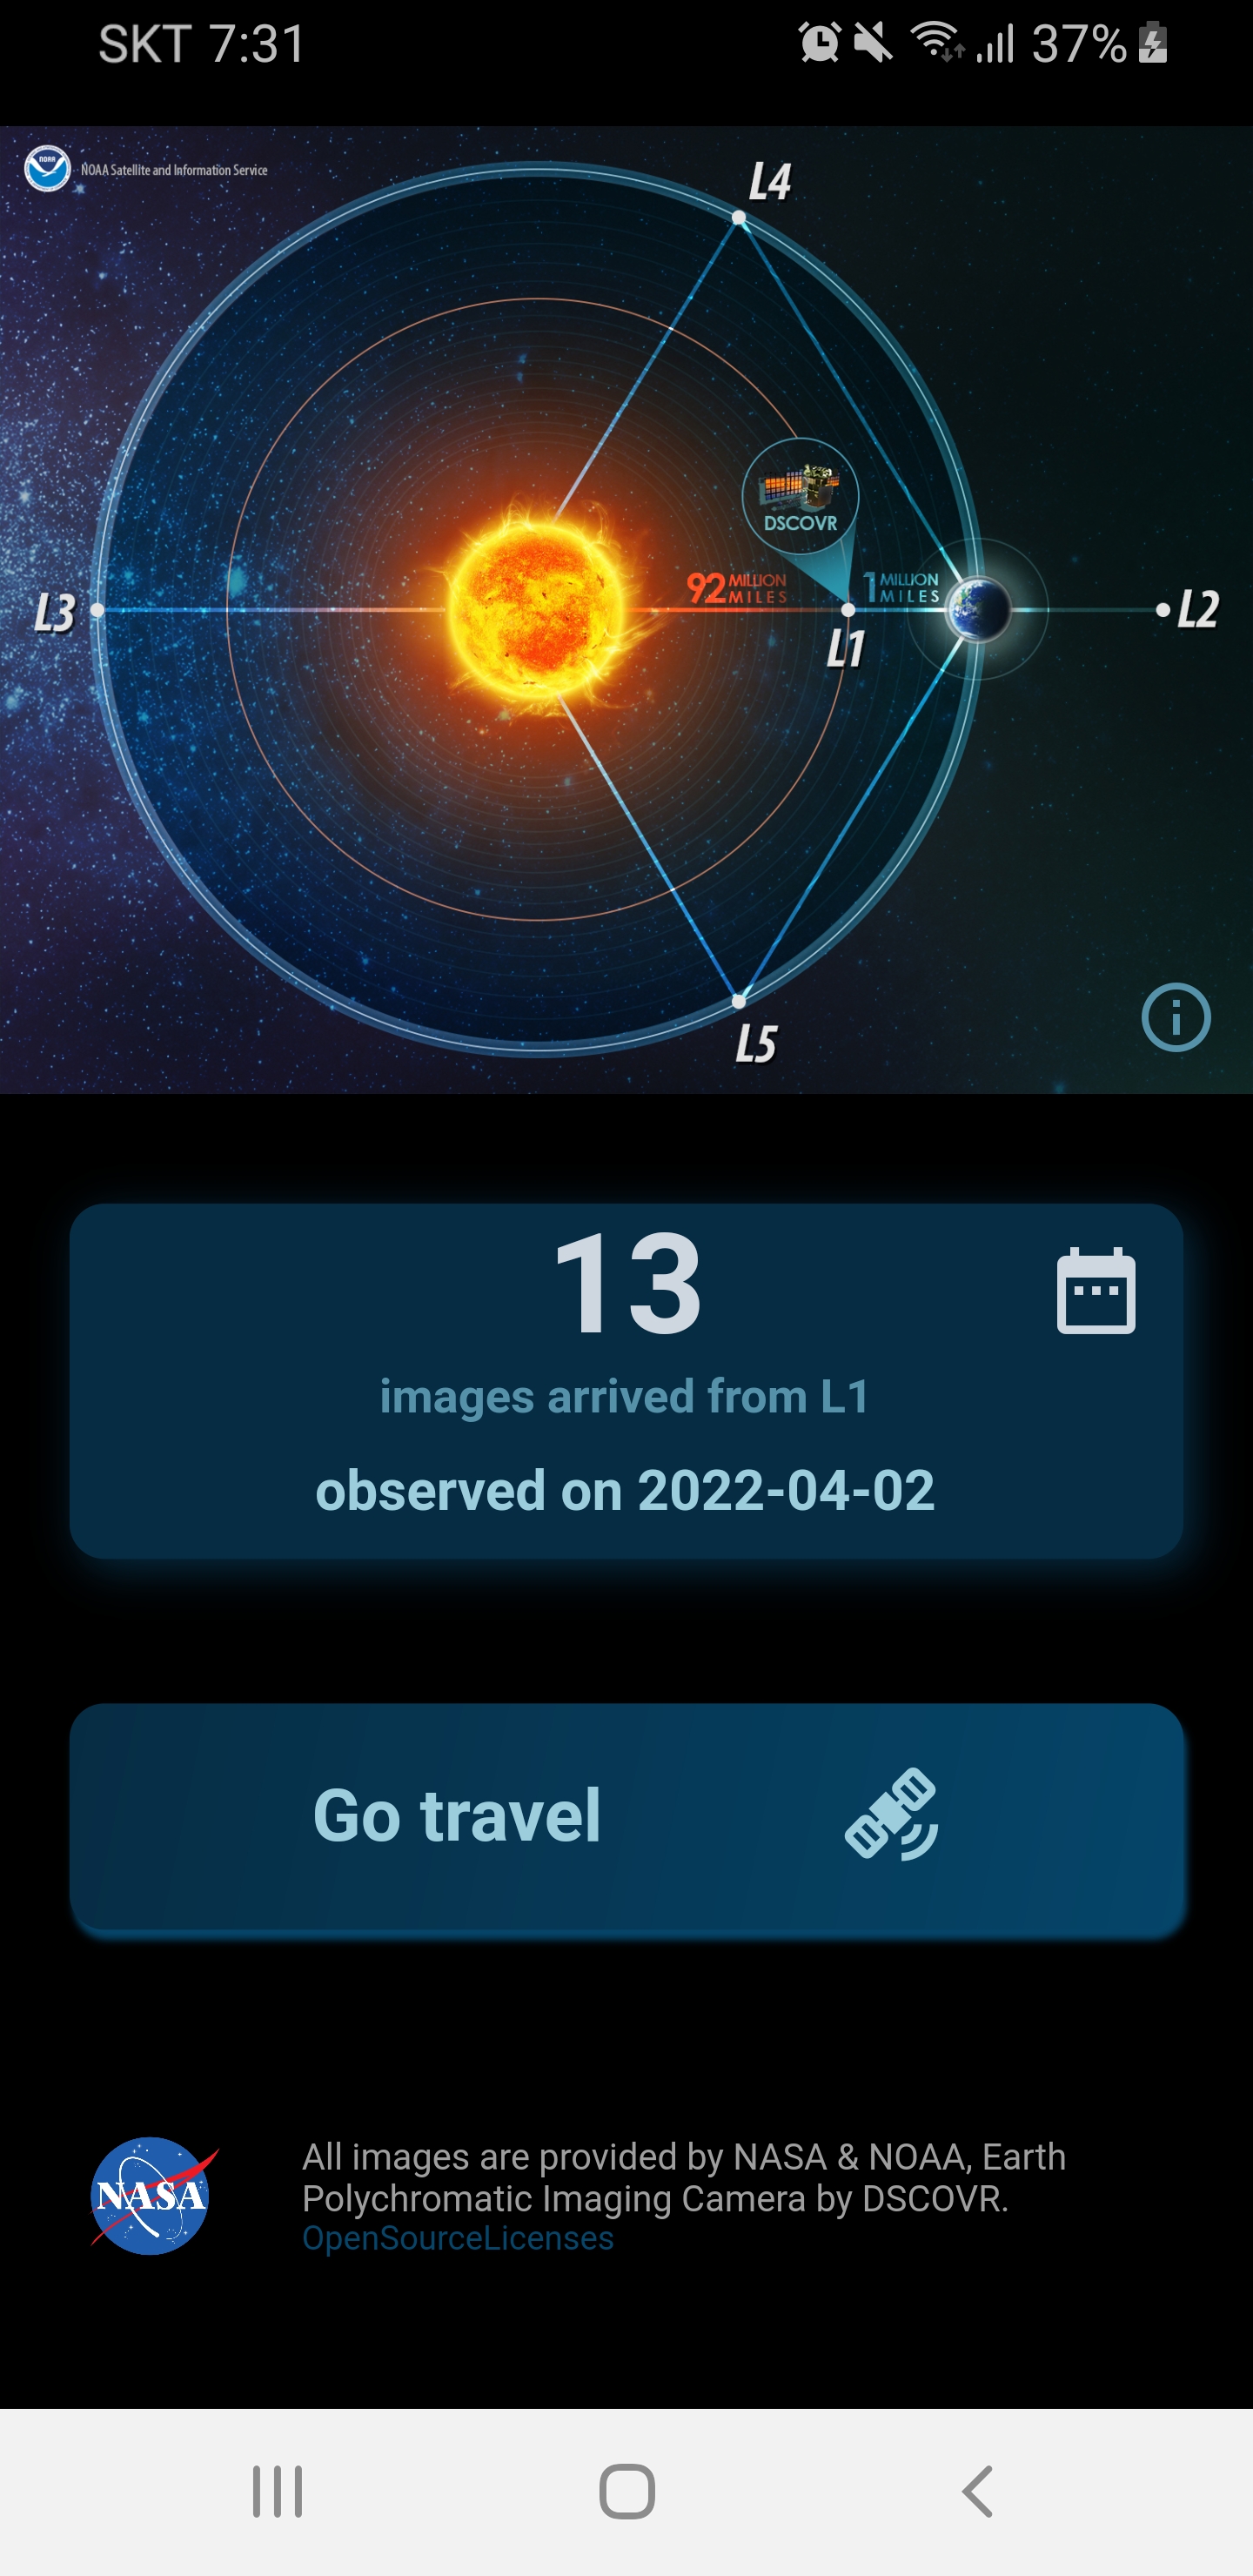 SKT 7:31
37%
NOAA
NOAA Satellite and Information Service
L4
DSCOVR
92 MILLION MILES
1 MILLION MILES
L3
L1
L2
L5
13
images arrived from L1
observed on 2022-04-02
Go travel
NASA
All images are provided by NASA & NOAA, Earth
Polychromatic Imaging Camera by DSCOVR.
OpenSourceLicenses